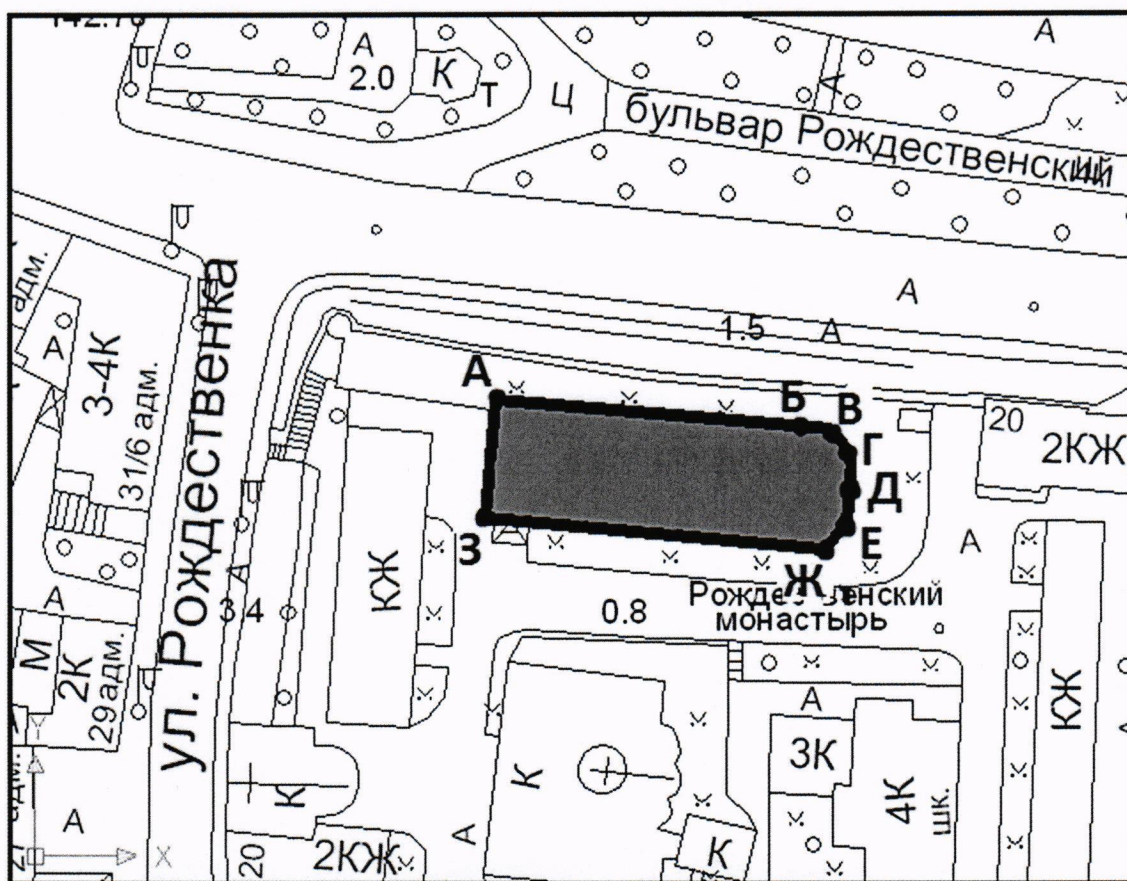 А
А
2.0
К
Т
Ц
А
бульвар Рождественский
адм.
А
3-4К
31/6 адм.
ул. Рождественка
А
1.5
А
А
Б
В
Г
Д
Е
Ж
З
20
2КЖ
А
КЖ
А
3.4
А
М
2К
29 адм.
0.8
Рождественский
монастырь
А
КЖ
3К
4К
шк.
К
К
А
К
Y
А
X
20
2КЖ